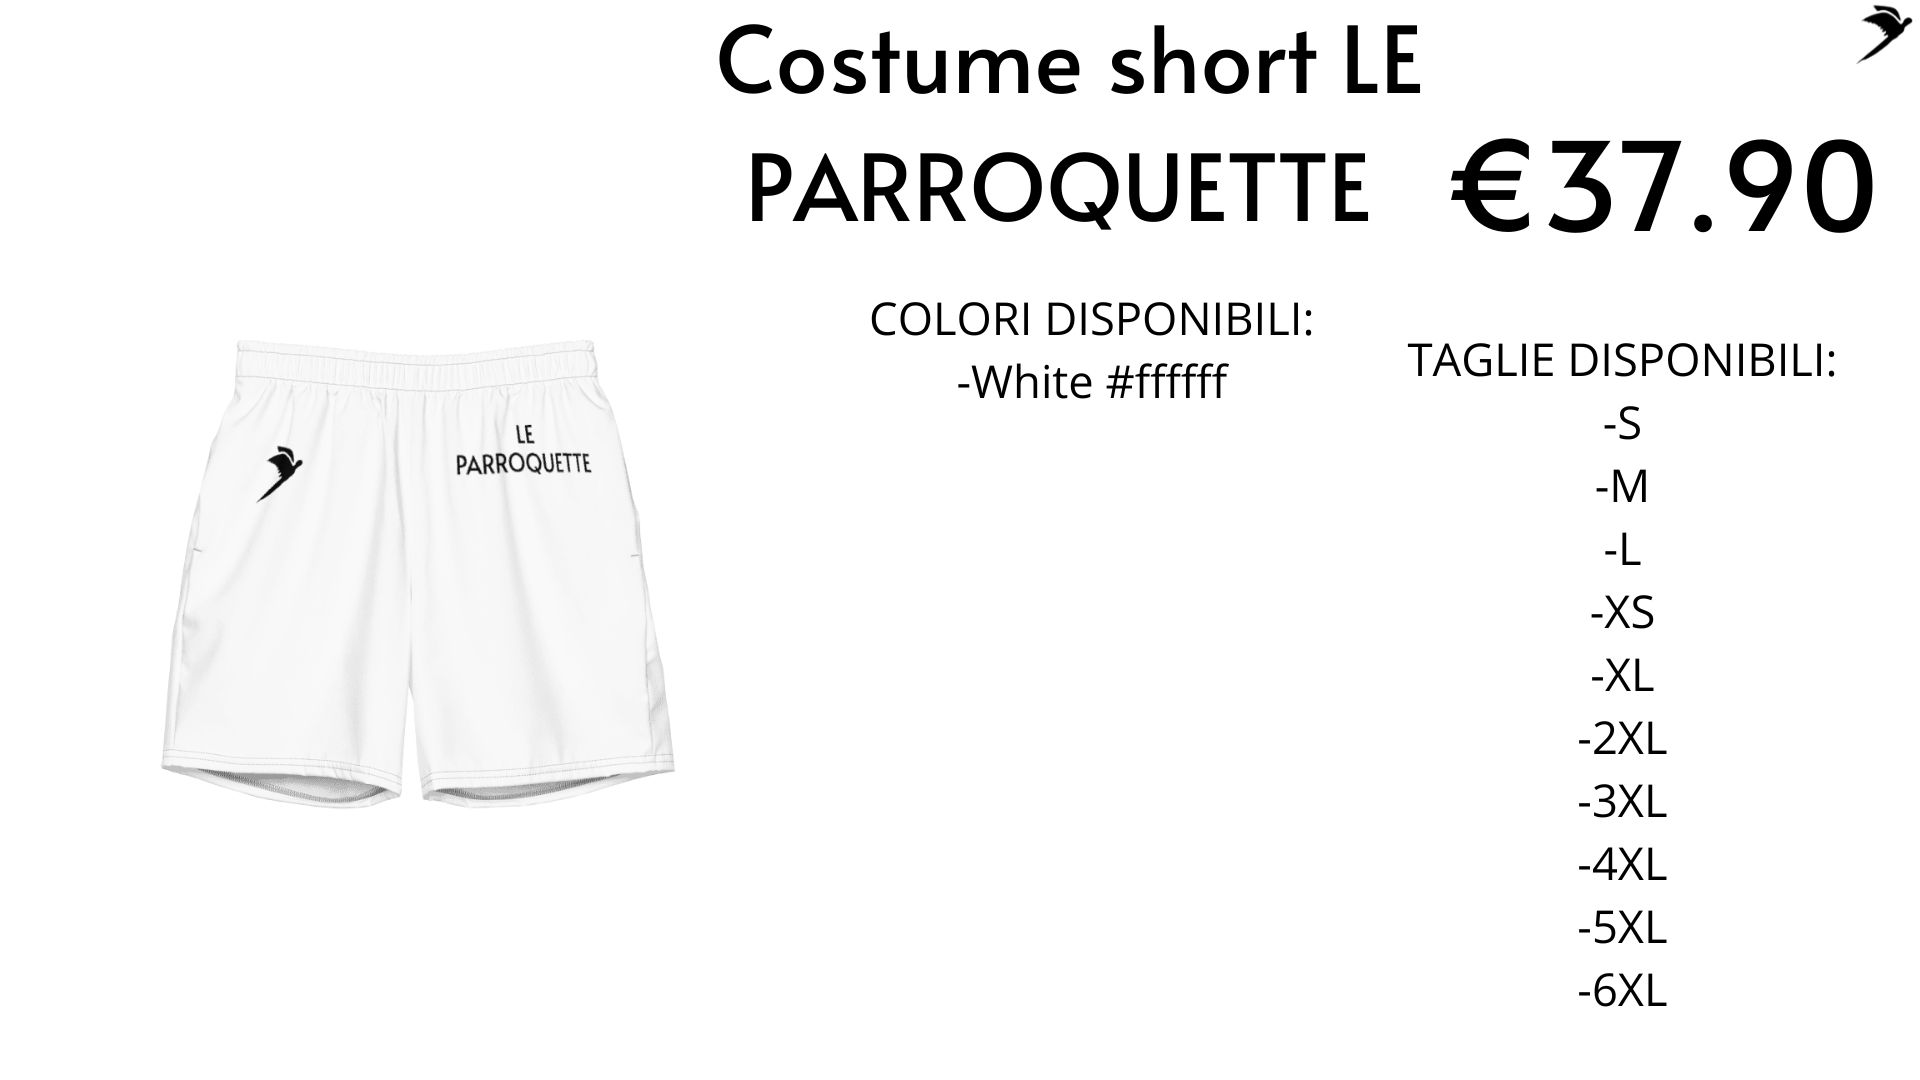 Costume short LE
PARROQUETTE
€37.90
COLORI DISPONIBILI:
-White #ffffff
TAGLIE DISPONIBILI:
-S
-M
-L
-XS
-XL
-2XL
-3XL
-4XL
-5XL
-6XL
LE
PARROQUETTE